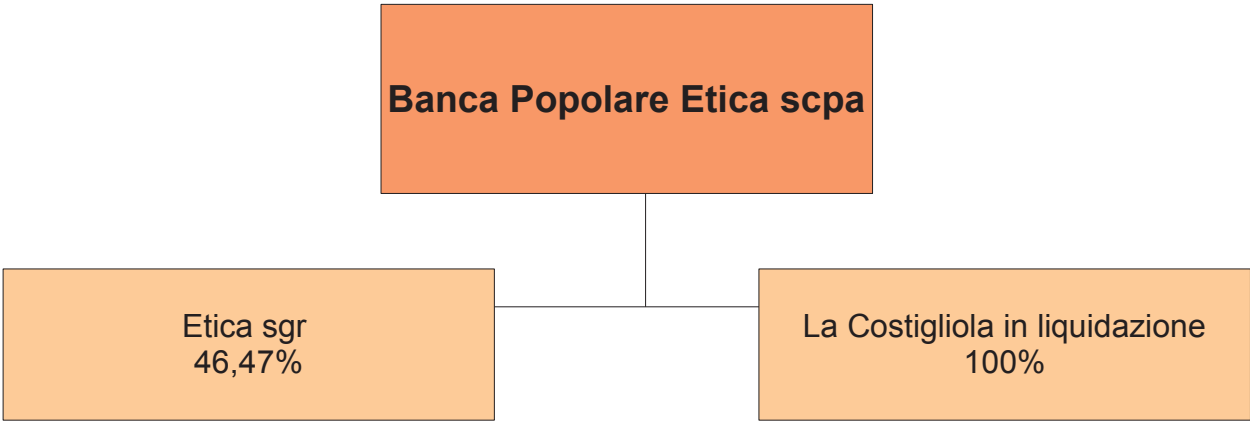 Banca Popolare Etica scpa
Etica sgr
46,47%
La Costigliola in liquidazione
100%